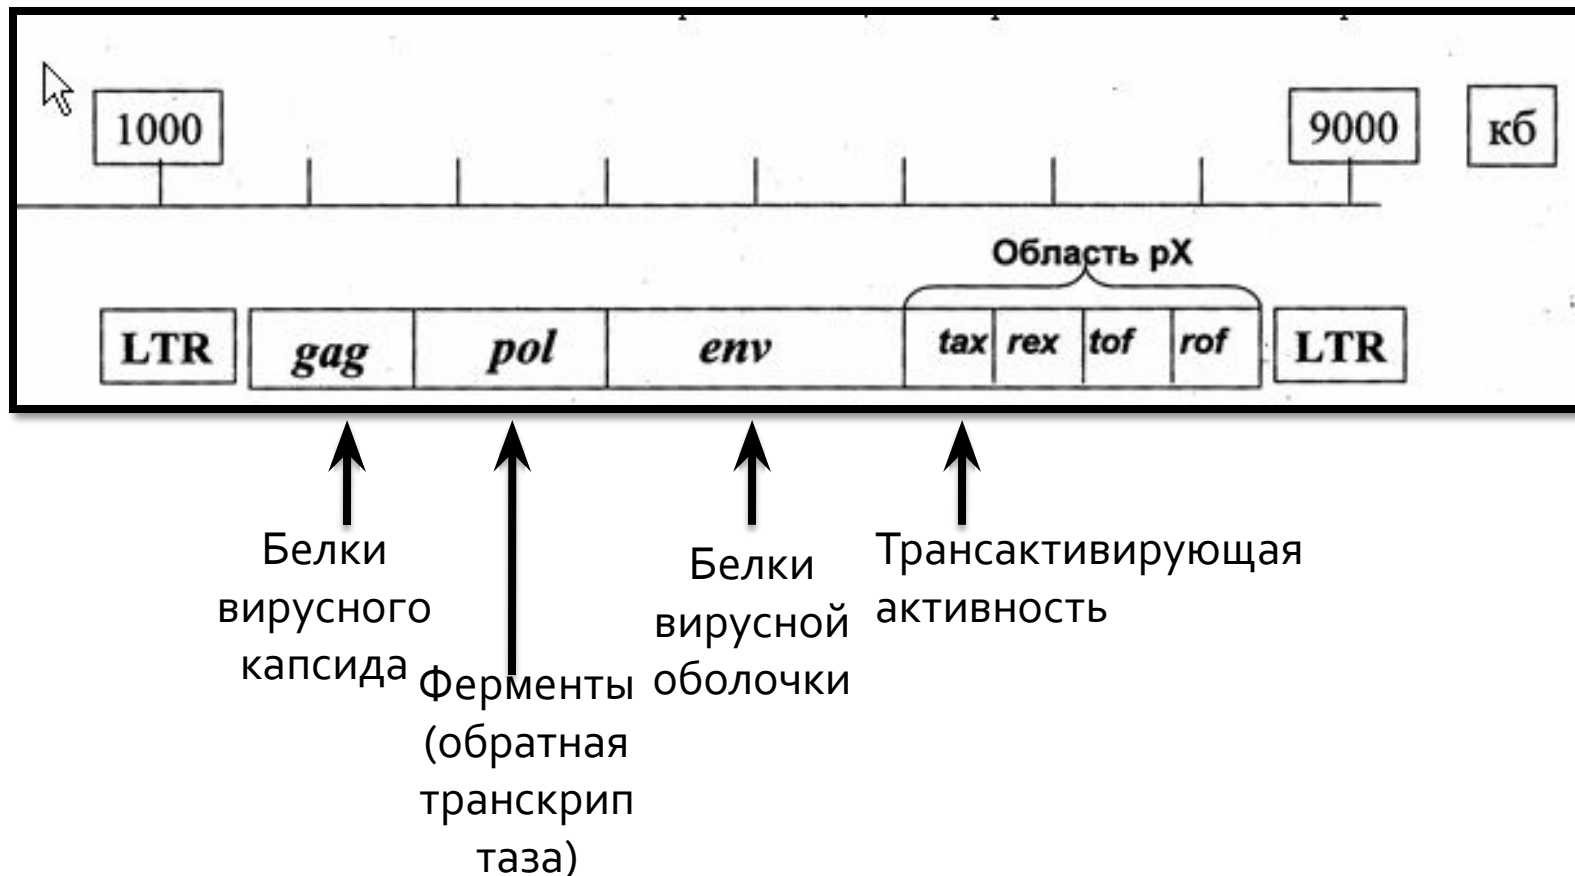 1000
9000
кб
Область рХ
LTR
gag
pol
env
tax
rex
tof
rof
LTR
Белки
вирусного
капсида
Ферменты
(обратная
транскрип
таза)
Белки
вирусной
оболочки
Трансактивирующая
активность